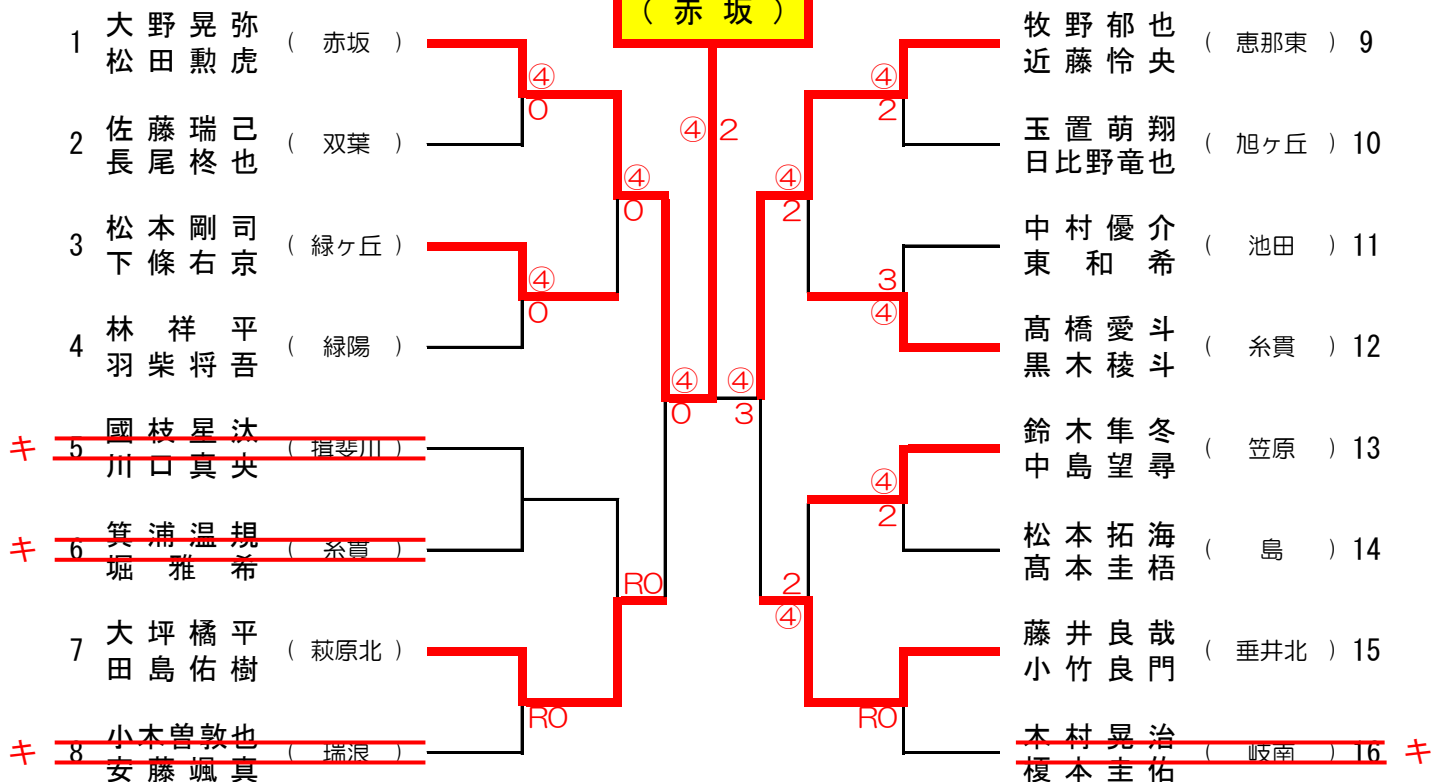 ( 赤 坂 )
1 大野晃弥 ( 赤坂 )
松田勲虎
④
0
2 佐藤瑞己 ( 双葉 )
長尾柊也
④
0
3 松本剛司 ( 緑ヶ丘 )
下條右京
④
0
4 林 祥平 ( 緑陽 )
羽柴将吾
④
0
キ 5 國枝星汰 ( 揖斐川 )
川口真央
キ 6 箕浦温規 ( 糸貫 )
堀 雅希
R0
7 大坪橘平 ( 萩原北 )
田島佑樹
R0
キ 8 小木曽敦也 ( 瑞浪 )
安藤颯真
④ 2
牧野郁也 ( 恵那東 ) 9
近藤怜央
④
2
玉置萌翔 ( 旭ヶ丘 ) 10
日比野竜也
④
2
中村優介 ( 池田 ) 11
東 和希
3
④
髙橋愛斗 ( 糸貫 ) 12
黒木稜斗
④
3
鈴木隼冬 ( 笠原 ) 13
中島望尋
④
2
松本拓海 ( 島 ) 14
髙本圭梧
2
④
藤井良哉 ( 垂井北 ) 15
小竹良門
R0
木村晃治 ( 岐南 ) 16 キ
榎本圭佑